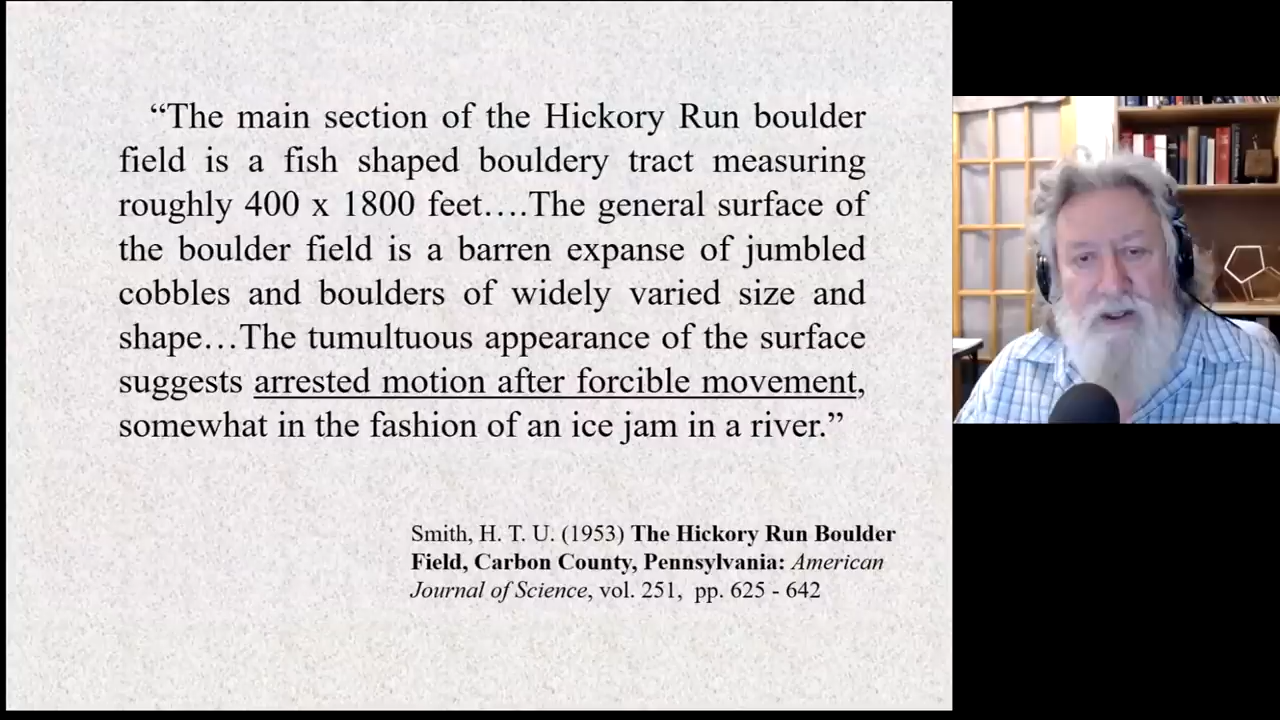 “The main section of the Hickory Run boulder
field is a fish shaped bouldery tract measuring
roughly 400 x 1800 feet….The general surface of
the boulder field is a barren expanse of jumbled
cobbles and boulders of widely varied size and
shape…The tumultuous appearance of the surface
suggests arrested motion after forcible movement,
somewhat in the fashion of an ice jam in a river.”
Smith, H. T. U. (1953) The Hickory Run Boulder
Field, Carbon County, Pennsylvania: American
Journal of Science, vol. 251, pp. 625 - 642